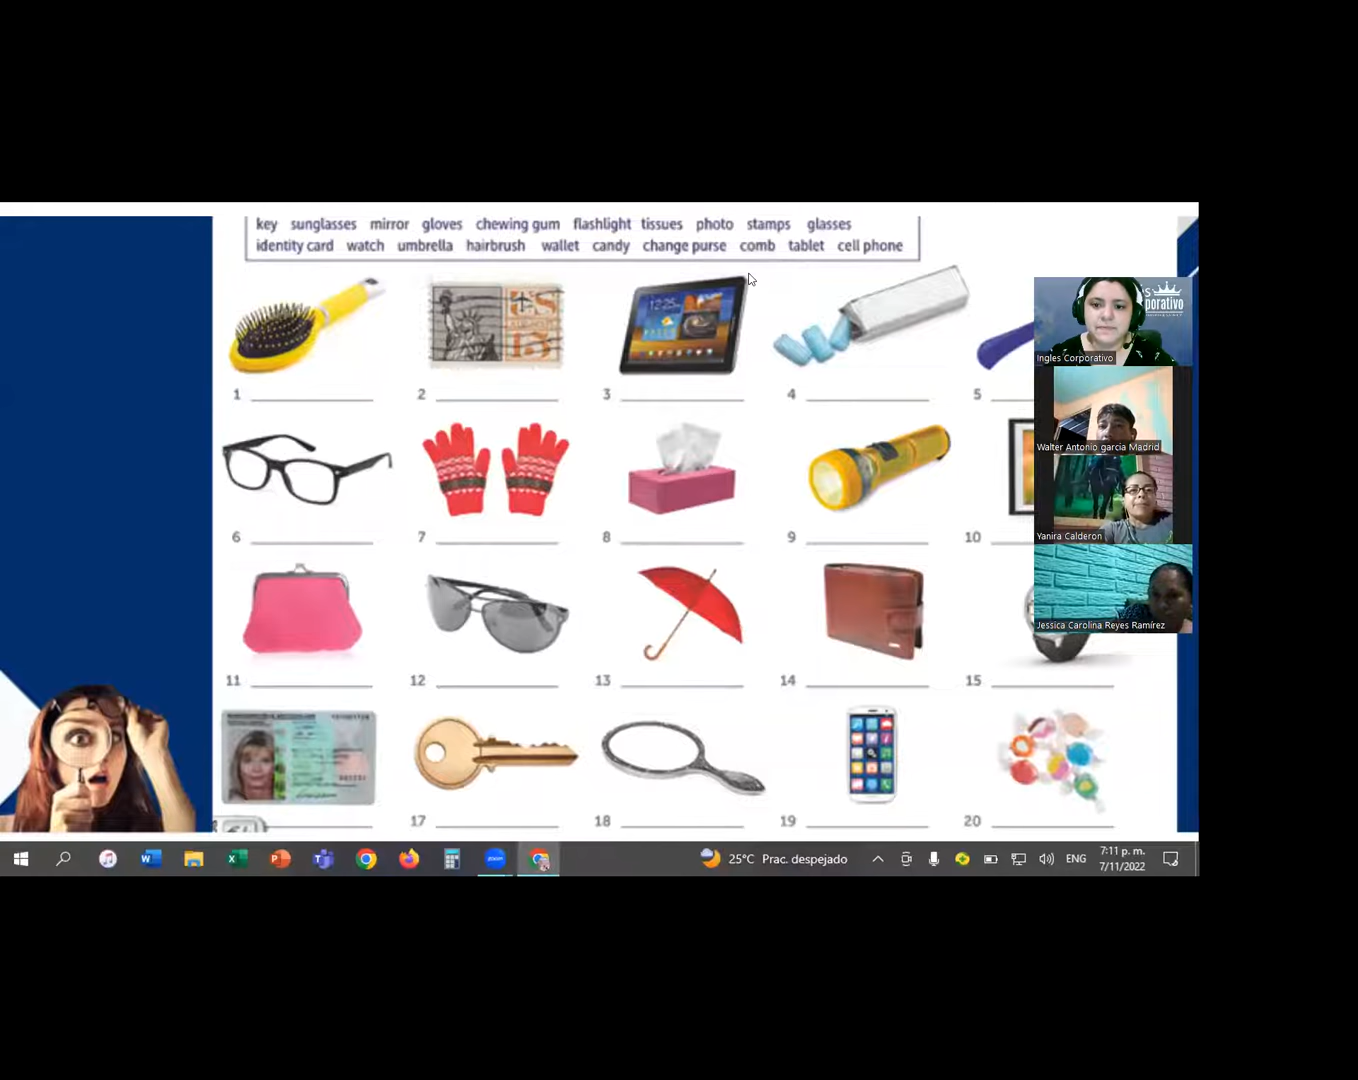 key sunglasses mirror gloves chewing gum flashlight tissues photo stamps glasses
identity card watch umbrella hairbrush wallet candy change purse comb tablet cell phone
12:25
1
2
3
4
5
6
7
8
9
10
11
12
13
14
15
17
18
19
20
porativo
Ingles Corporativo
Walter Antonio garcia Madrid
Yanira Calderon
Jessica Carolina Reyes Ramírez
25°C Prac. despejado
ENG
7:11 p. m.
7/11/2022